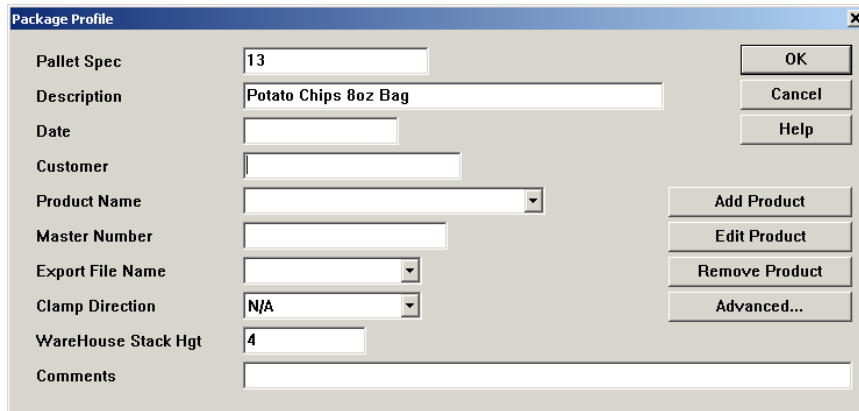 Package Profile
Pallet Spec 13 OK
Description Potato Chips 8oz Bag Cancel
Date Help
Customer
Product Name Add Product
Master Number Edit Product
Export File Name Remove Product
Clamp Direction N/A Advanced...
WareHouse Stack Hgt 4
Comments